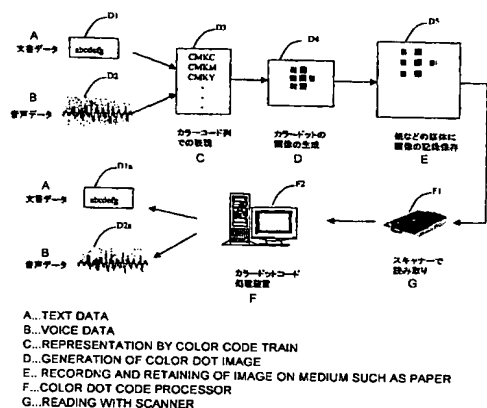 D1
A
文書データ
abcdefg
D2
B
音声データ
D3
CMKC
CMKM
CMKY
カラーコード列
での表現
C
D4
カラードットの
画像の生成
D
D5
紙などの媒体に
画像の記録保存
E
A
文書データ
D1a
abcdefg
B
音声データ
D2a
F2
カラードットコード
処理装置
F
F1
スキャナーで
読み取り
G
A...TEXT DATA
B...VOICE DATA
C...REPRESENTATION BY COLOR CODE TRAIN
D...GENERATION OF COLOR DOT IMAGE
E.. RECORDNG AND RETAINING OF IMAGE ON MEDIUM SUCH AS PAPER
F...COLOR DOT CODE PROCESSOR
G...READING WITH SCANNER